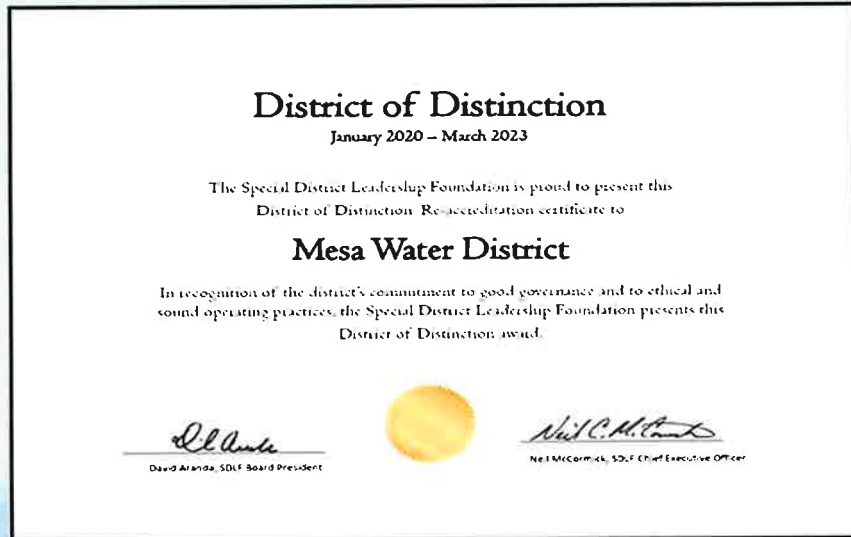 District of Distinction
January 2020 – March 2023
The Special District Leadership Foundation is proud to present this
District of Distinction Re-accreditation certificate to
Mesa Water District
In recognition of the district's commitment to good governance and to ethical and
sound operating practices, the Special District Leadership Foundation presents this
District of Distinction award.
David Aranda, SDLF Board President
Neil C. McCormick
Neil McCormick, SDLF Chief Executive Officer